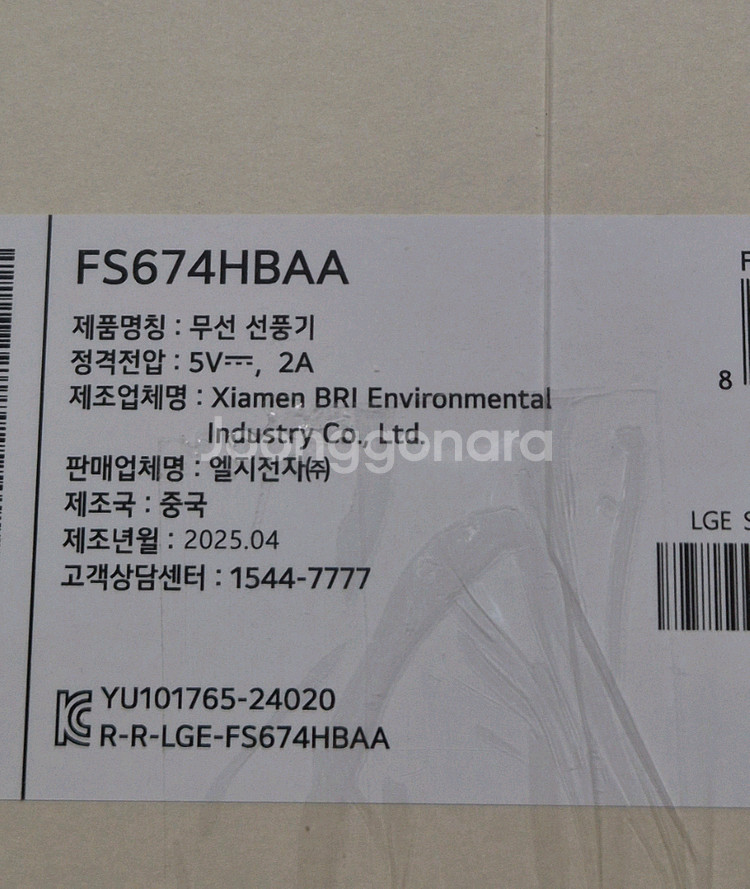 FS674HBAA
제품명칭 : 무선 선풍기
정격전압 : 5V⎓, 2A
제조업체명 : Xiamen BRI Environmental
Industry Co., Ltd.
Joonggonara
판매업체명 : 엘지전자㈜
제조국 : 중국
제조년월 : 2025.04
고객상담센터 : 1544-7777
YU101765-24020
R-R-LGE-FS674HBAA
F
8
LGE S